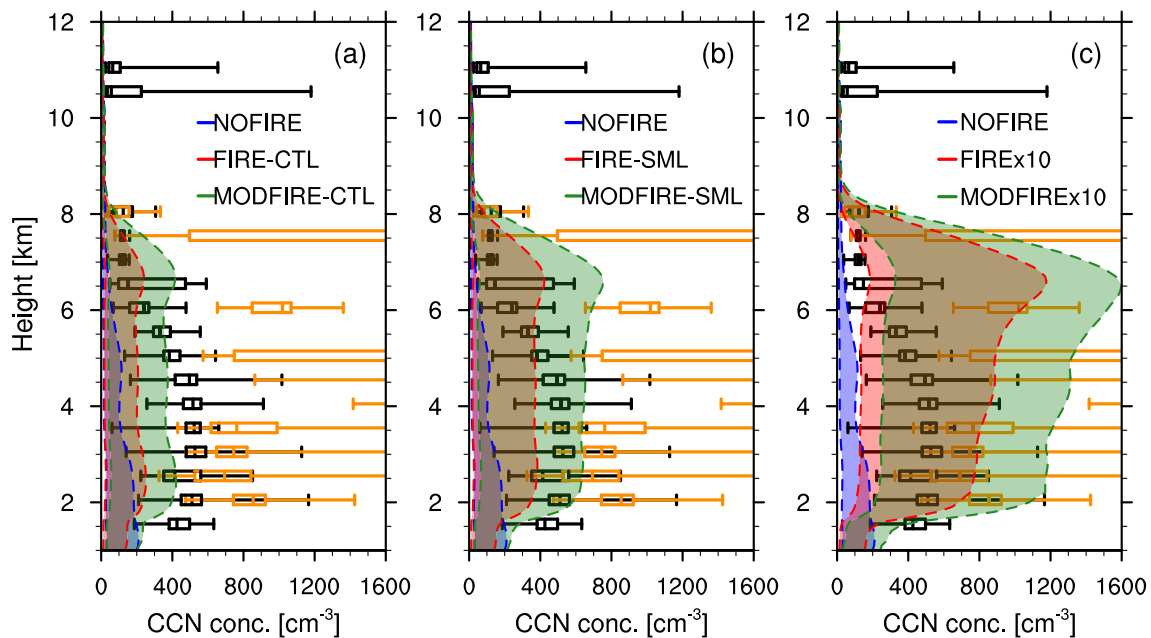 12
10
8
6
4
2
Height [km]
(a)
NOFIRE
FIRE-CTL
MODFIRE-CTL
0 400 800 1200 1600
CCN conc. [cm⁻³]
12
10
8
6
4
2
(b)
NOFIRE
FIRE-SML
MODFIRE-SML
0 400 800 1200 1600
CCN conc. [cm⁻³]
12
10
8
6
4
2
(c)
NOFIRE
FIREx10
MODFIREx10
0 400 800 1200 1600
CCN conc. [cm⁻³]